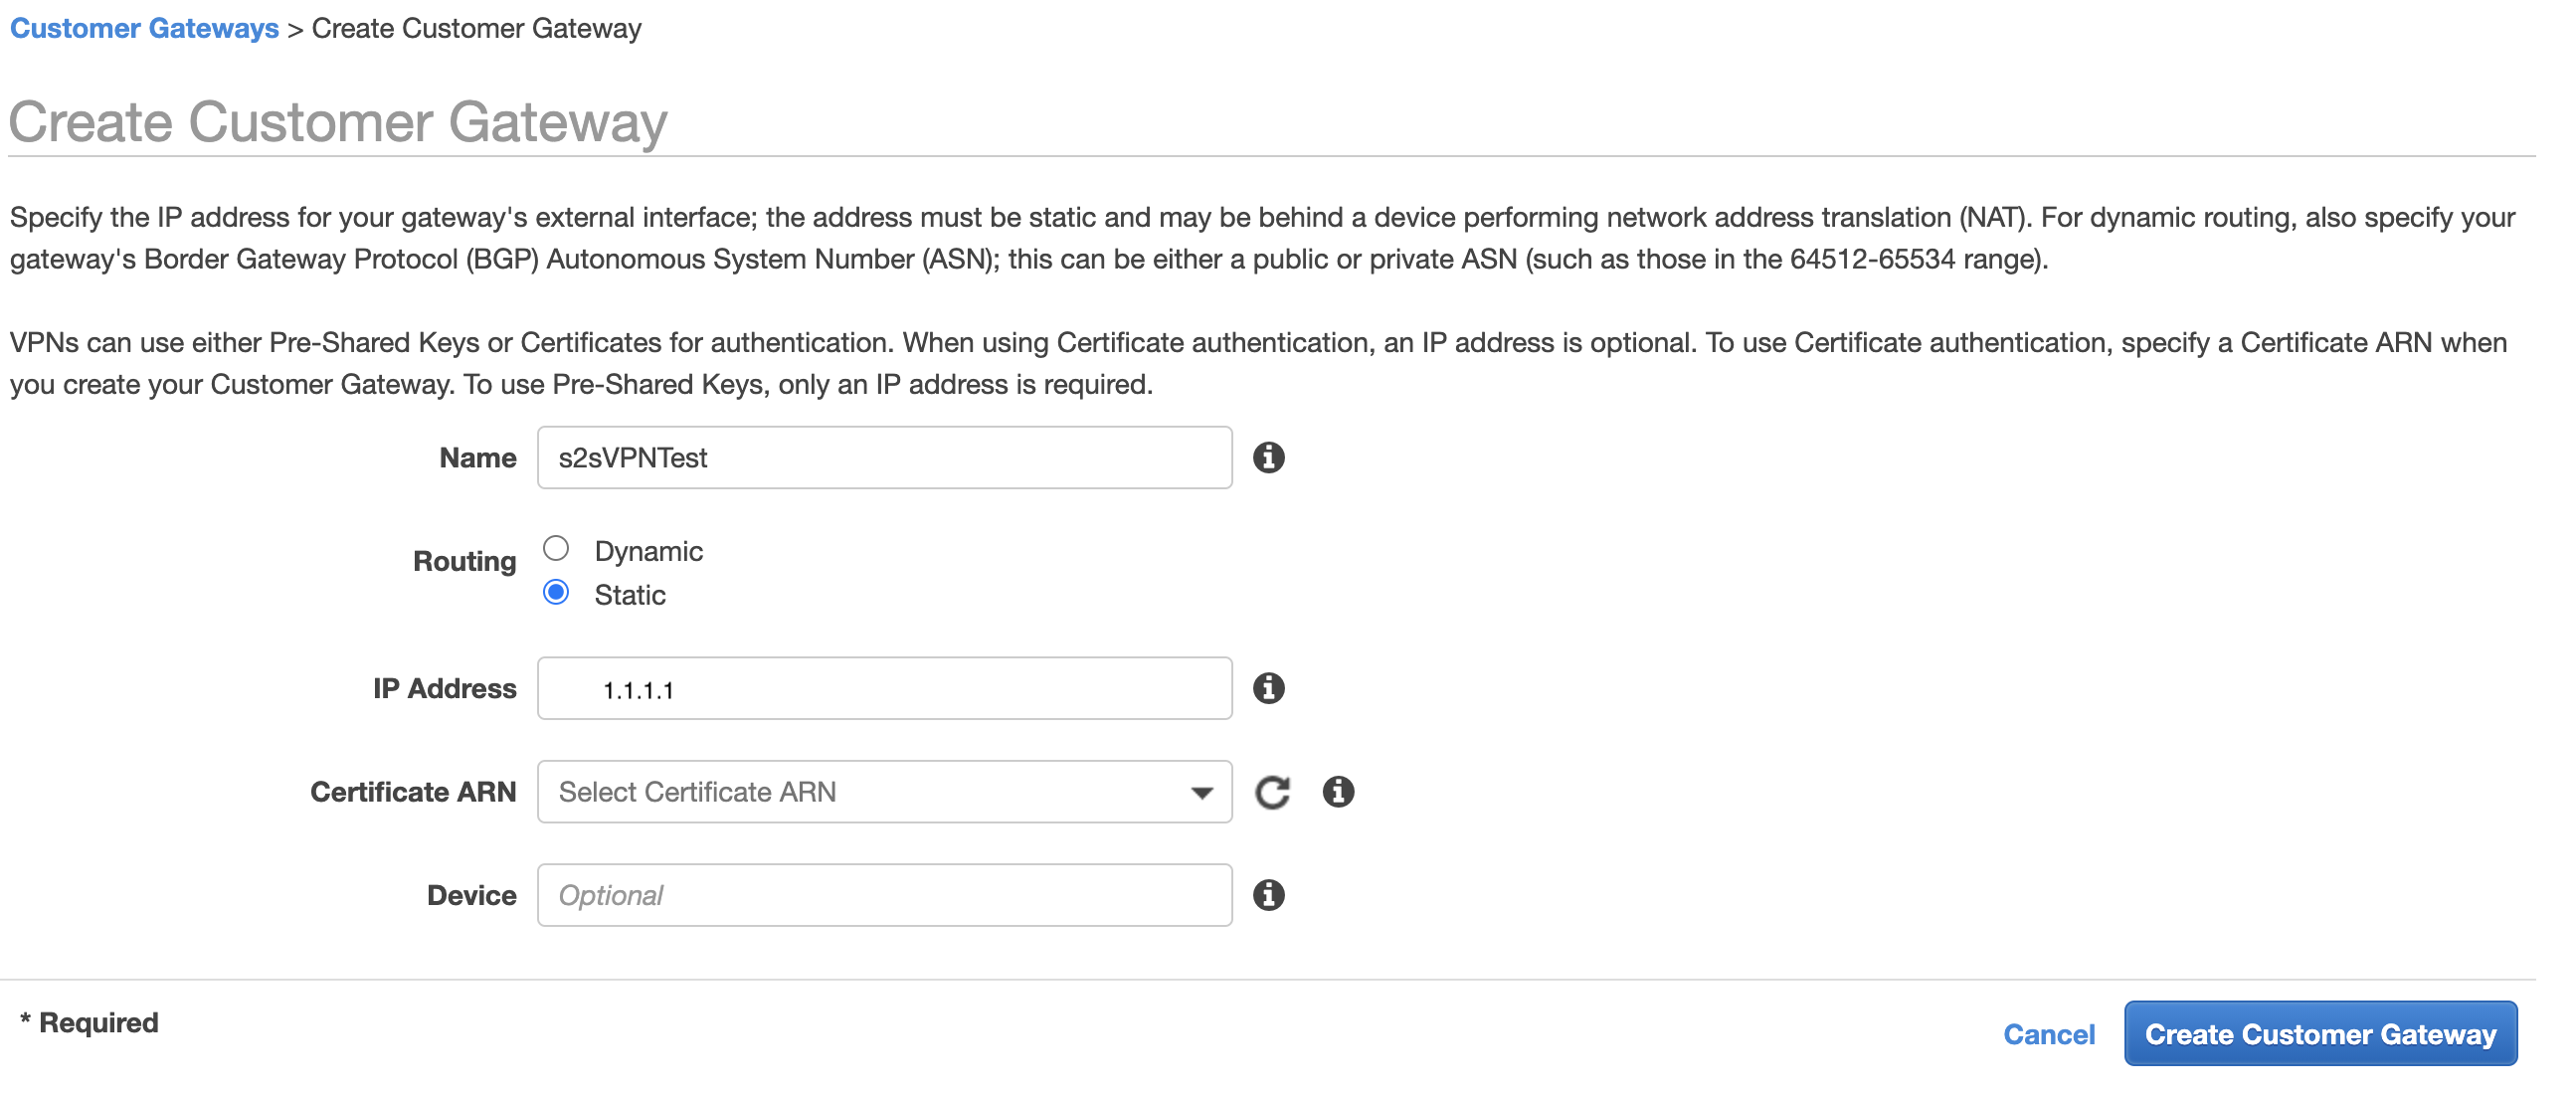 Customer Gateways > Create Customer Gateway
Create Customer Gateway
Specify the IP address for your gateway's external interface; the address must be static and may be behind a device performing network address translation (NAT). For dynamic routing, also specify your
gateway's Border Gateway Protocol (BGP) Autonomous System Number (ASN); this can be either a public or private ASN (such as those in the 64512-65534 range).
VPNs can use either Pre-Shared Keys or Certificates for authentication. When using Certificate authentication, an IP address is optional. To use Certificate authentication, specify a Certificate ARN when
you create your Customer Gateway. To use Pre-Shared Keys, only an IP address is required.
Name s2sVPNTest
Routing
Dynamic
Static
IP Address 1.1.1.1
Certificate ARN Select Certificate ARN
Device Optional
* Required
Cancel Create Customer Gateway